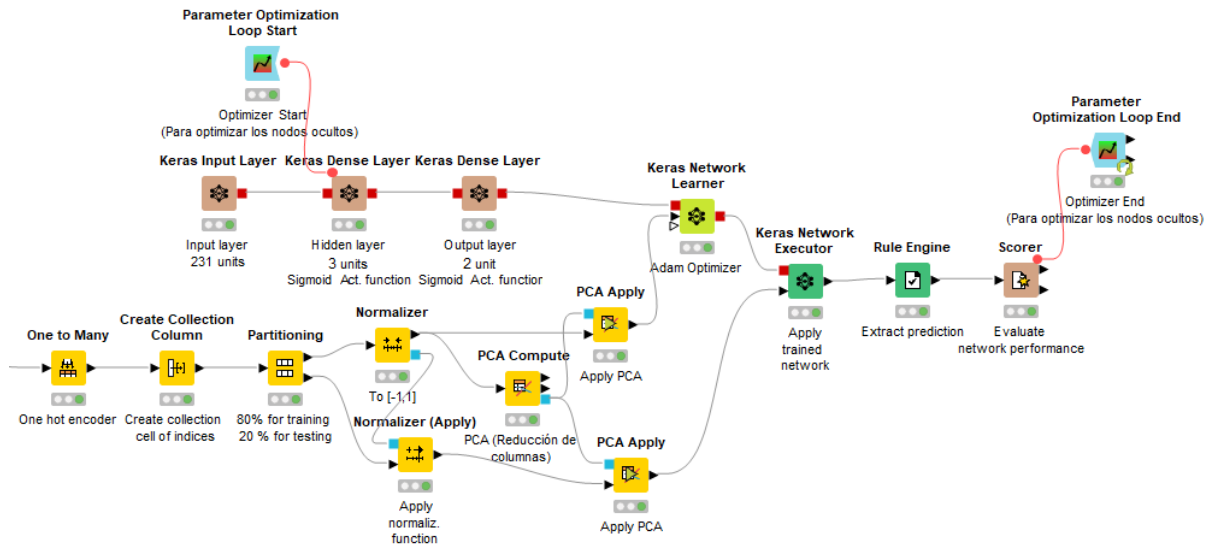 Parameter Optimization
Loop Start
Optimizer Start
(Para optimizar los nodos ocultos)
Parameter
Optimization Loop End
Optimizer End
(Para optimizar los nodos ocultos)
Keras Input Layer
Input layer
231 units
Keras Dense Layer
Hidden layer
3 units
Sigmoid Act. function
Keras Dense Layer
Output layer
2 unit
Sigmoid Act. function
Keras Network
Learner
Adam Optimizer
Keras Network
Executor
Apply
trained
network
Rule Engine
Extract prediction
Scorer
Evaluate
network performance
One to Many
One hot encoder
Create Collection
Column
Create collection
cell of indices
Partitioning
80% for training
20 % for testing
Normalizer
To [-1,1]
PCA Compute
PCA (Reducción de
columnas)
PCA Apply
Apply PCA
Normalizer (Apply)
Apply
normaliz.
function
PCA Apply
Apply PCA